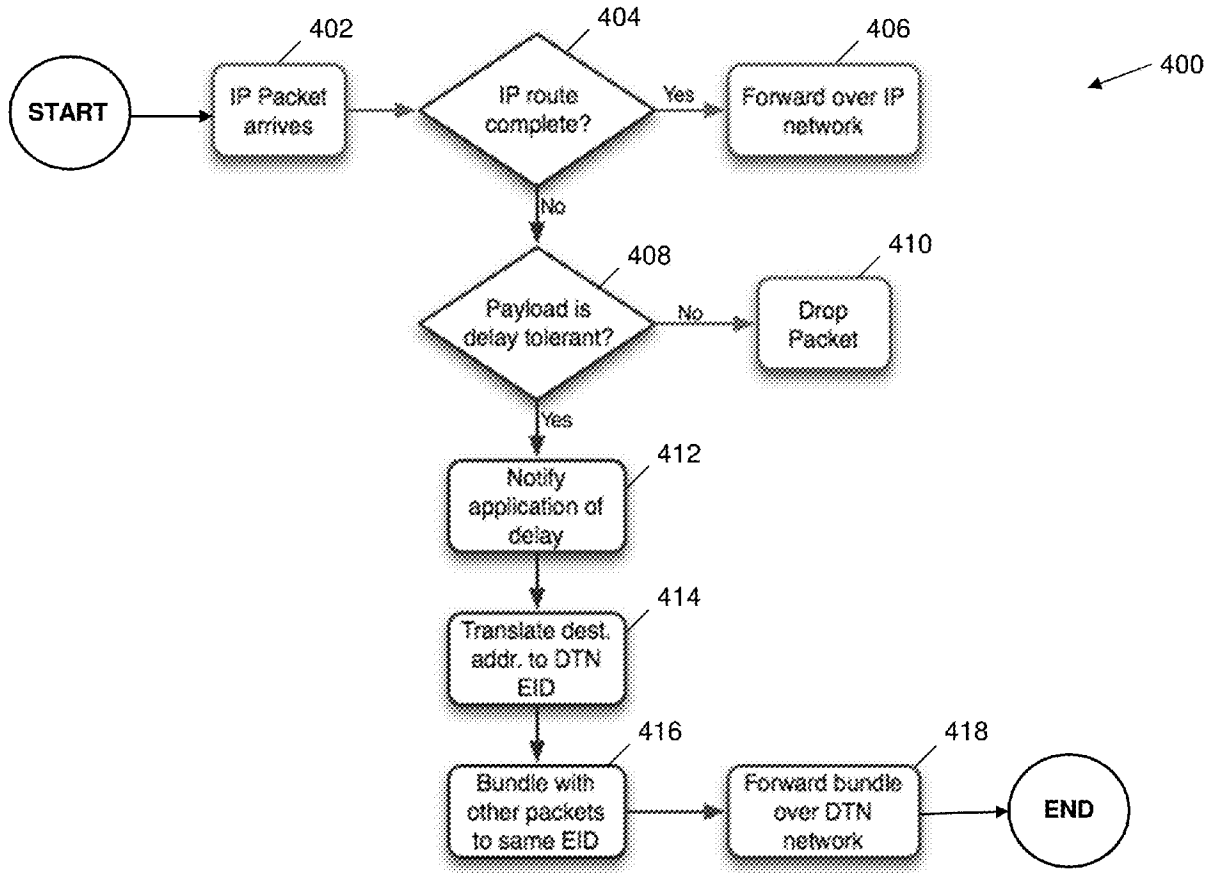 402
404
406
400
START
IP Packet
arrives
IP route
complete?
Yes
Forward over IP
network
No
408
410
Payload is
delay tolerant?
No
Drop
Packet
Yes
412
Notify
application of
delay
414
Translate dest.
addr. to DTN
EID
416
418
Bundle with
other packets
to same EID
Forward bundle
over DTN
network
END